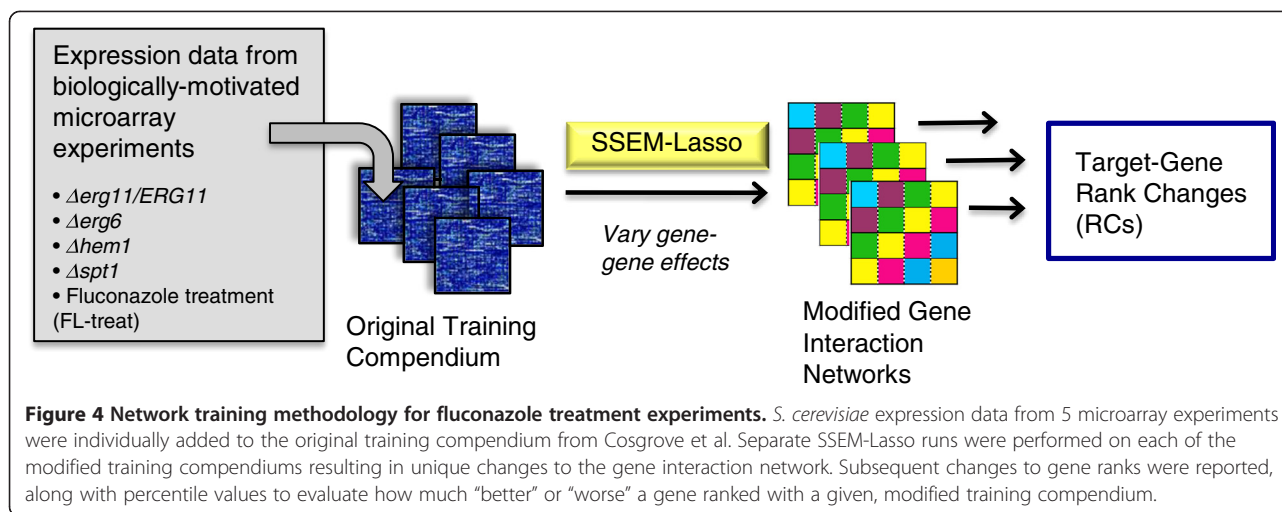 Expression data from
biologically-motivated
microarray
experiments
• Δerg11/ERG11
• Δerg6
• Δhem1
• Δspt1
• Fluconazole treatment
(FL-treat)
Original Training
Compendium
SSEM-Lasso
Vary gene-
gene effects
Modified Gene
Interaction
Networks
Target-Gene
Rank Changes
(RCs)
Figure 4 Network training methodology for fluconazole treatment experiments. S. cerevisiae expression data from 5 microarray experiments
were individually added to the original training compendium from Cosgrove et al. Separate SSEM-Lasso runs were performed on each of the
modified training compendiums resulting in unique changes to the gene interaction network. Subsequent changes to gene ranks were reported,
along with percentile values to evaluate how much “better” or “worse” a gene ranked with a given, modified training compendium.